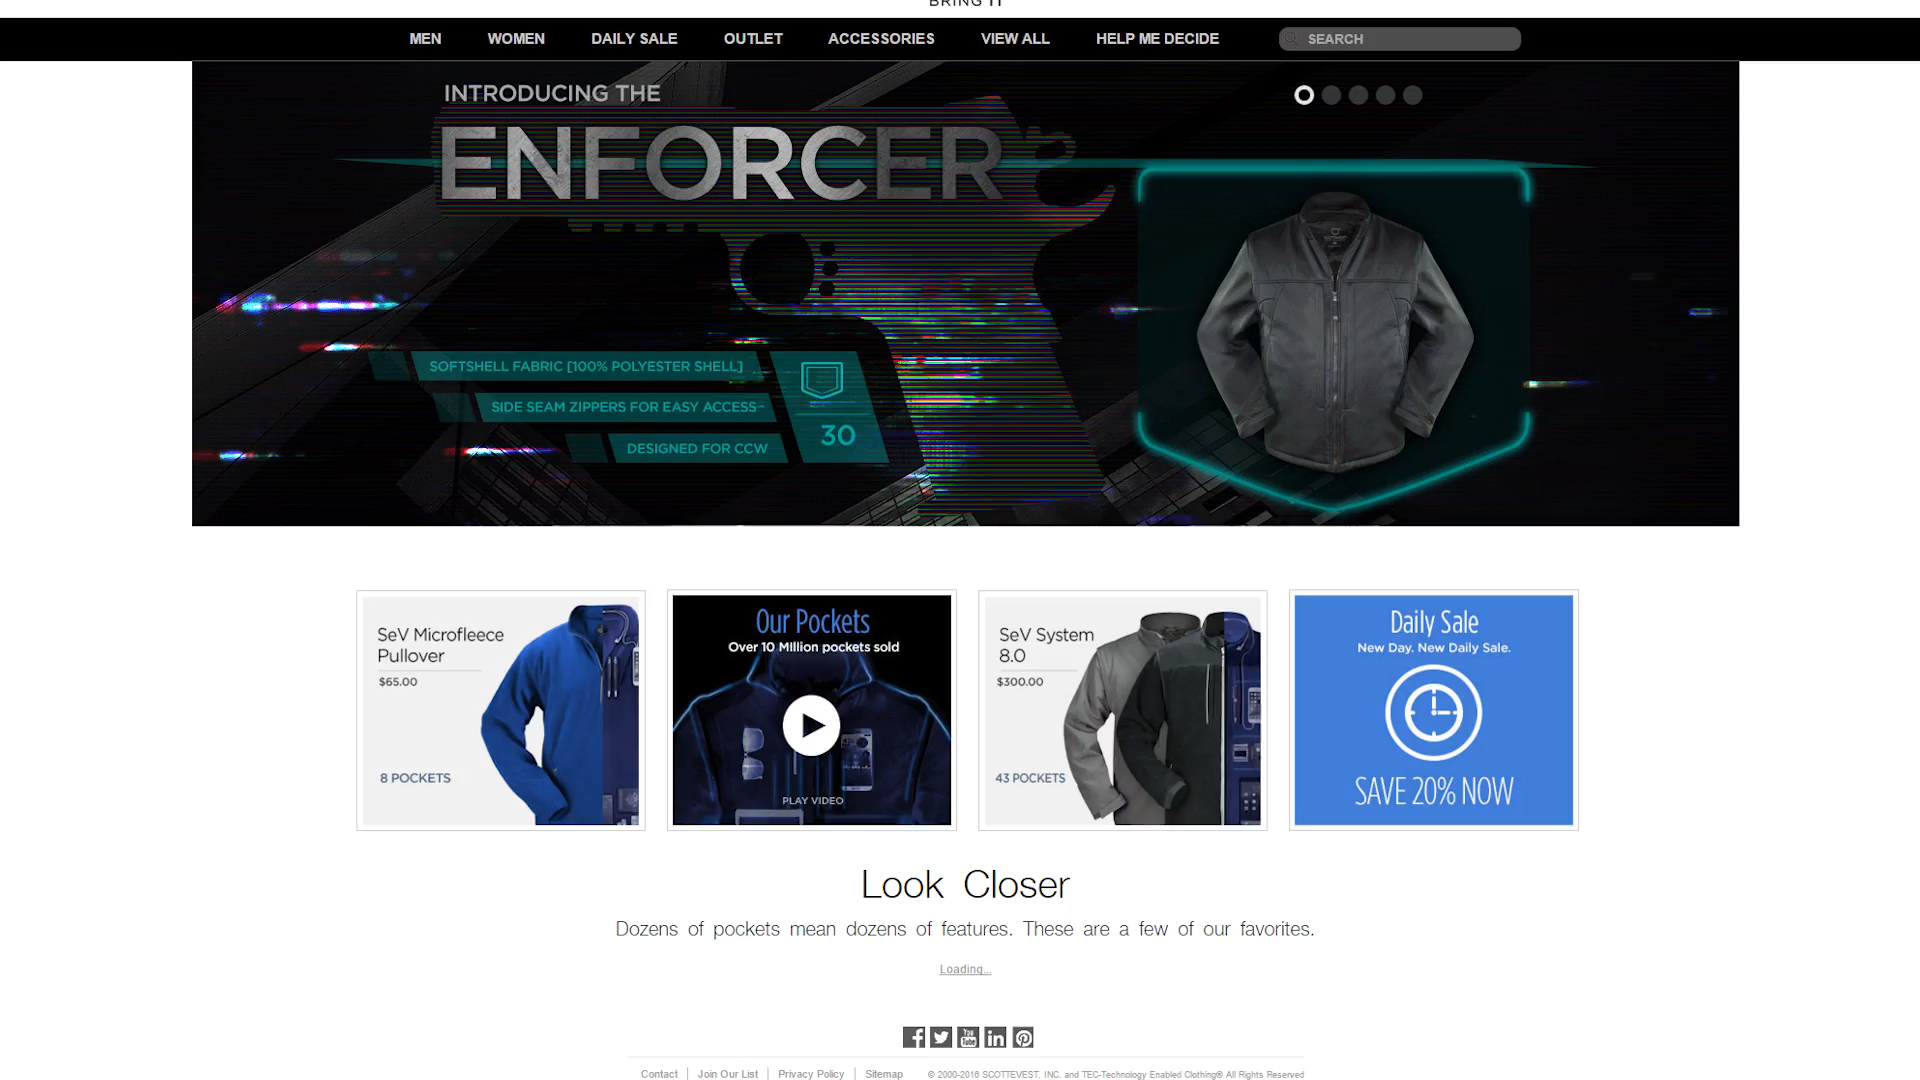 BRING IT
MEN WOMEN DAILY SALE OUTLET ACCESSORIES VIEW ALL HELP ME DECIDE SEARCH
INTRODUCING THE
ENFORCER
SOFTSHELL FABRIC [100% POLYESTER SHELL]
SIDE SEAM ZIPPERS FOR EASY ACCESS
DESIGNED FOR CCW
30
SeV Microfleece
Pullover
$65.00
8 POCKETS
Our Pockets
Over 10 MIllion pockets sold
PLAY VIDEO
SeV System
8.0
$300.00
43 POCKETS
Daily Sale
New Day. New Daily Sale.
SAVE 20% NOW
Look Closer
Dozens of pockets mean dozens of features. These are a few of our favorites.
Loading...
Contact | Join Our List | Privacy Policy | Sitemap © 2000-2016 SCOTTEVEST, INC. and TEC-Technology Enabled Clothing® All Rights Reserved